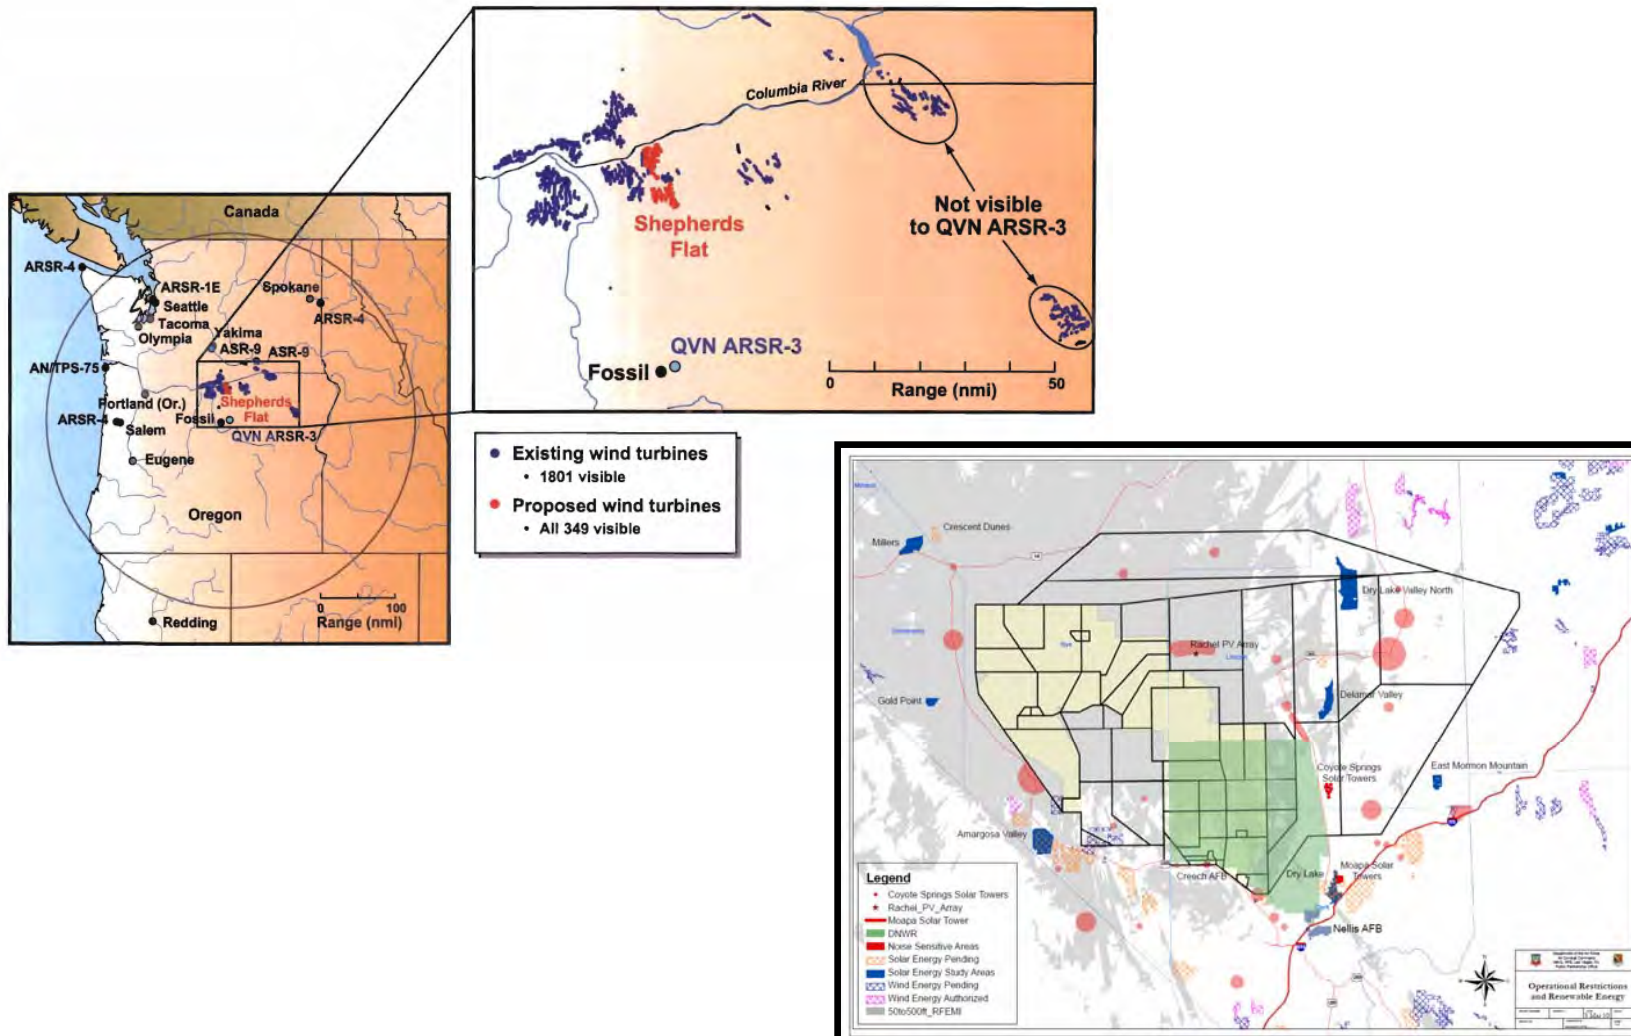 Canada
ARSR-4
ARSR-1E
Seattle
Tacoma
Olympia
Spokane
ARSR-4
Yakima
ASR-9
ASR-9
AN/TPS-75
Portland (Or.)
Shepherds
Flat
ARSR-4
Salem
Fossil
QVN ARSR-3
Eugene
Oregon
0 100
Range (nmi)
Redding
Columbia River
Shepherds
Flat
Not visible
to QVN ARSR-3
QVN ARSR-3
Fossil
0 50
Range (nmi)
Existing wind turbines
• 1801 visible
Proposed wind turbines
• All 349 visible
Crescent Dunes
Millers
Dry Lake Valley North
Rachel PV Array
Lincoln
Nye
Gold Point
Delamar Valley
Coyote Springs
Solar Towers
East Mormon Mountain
Amargosa Valley
Creech AFB
Dry Lake
Moapa Solar
Towers
Nellis AFB
Legend
Coyote Springs Solar Towers
Rachel_PV_Array
Moapa Solar Tower
DNWR
Noise Sensitive Areas
Solar Energy Pending
Solar Energy Study Areas
Wind Energy Pending
Wind Energy Authorized
50to500ft_RFEMI
Operational Restrictions
and Renewable Energy